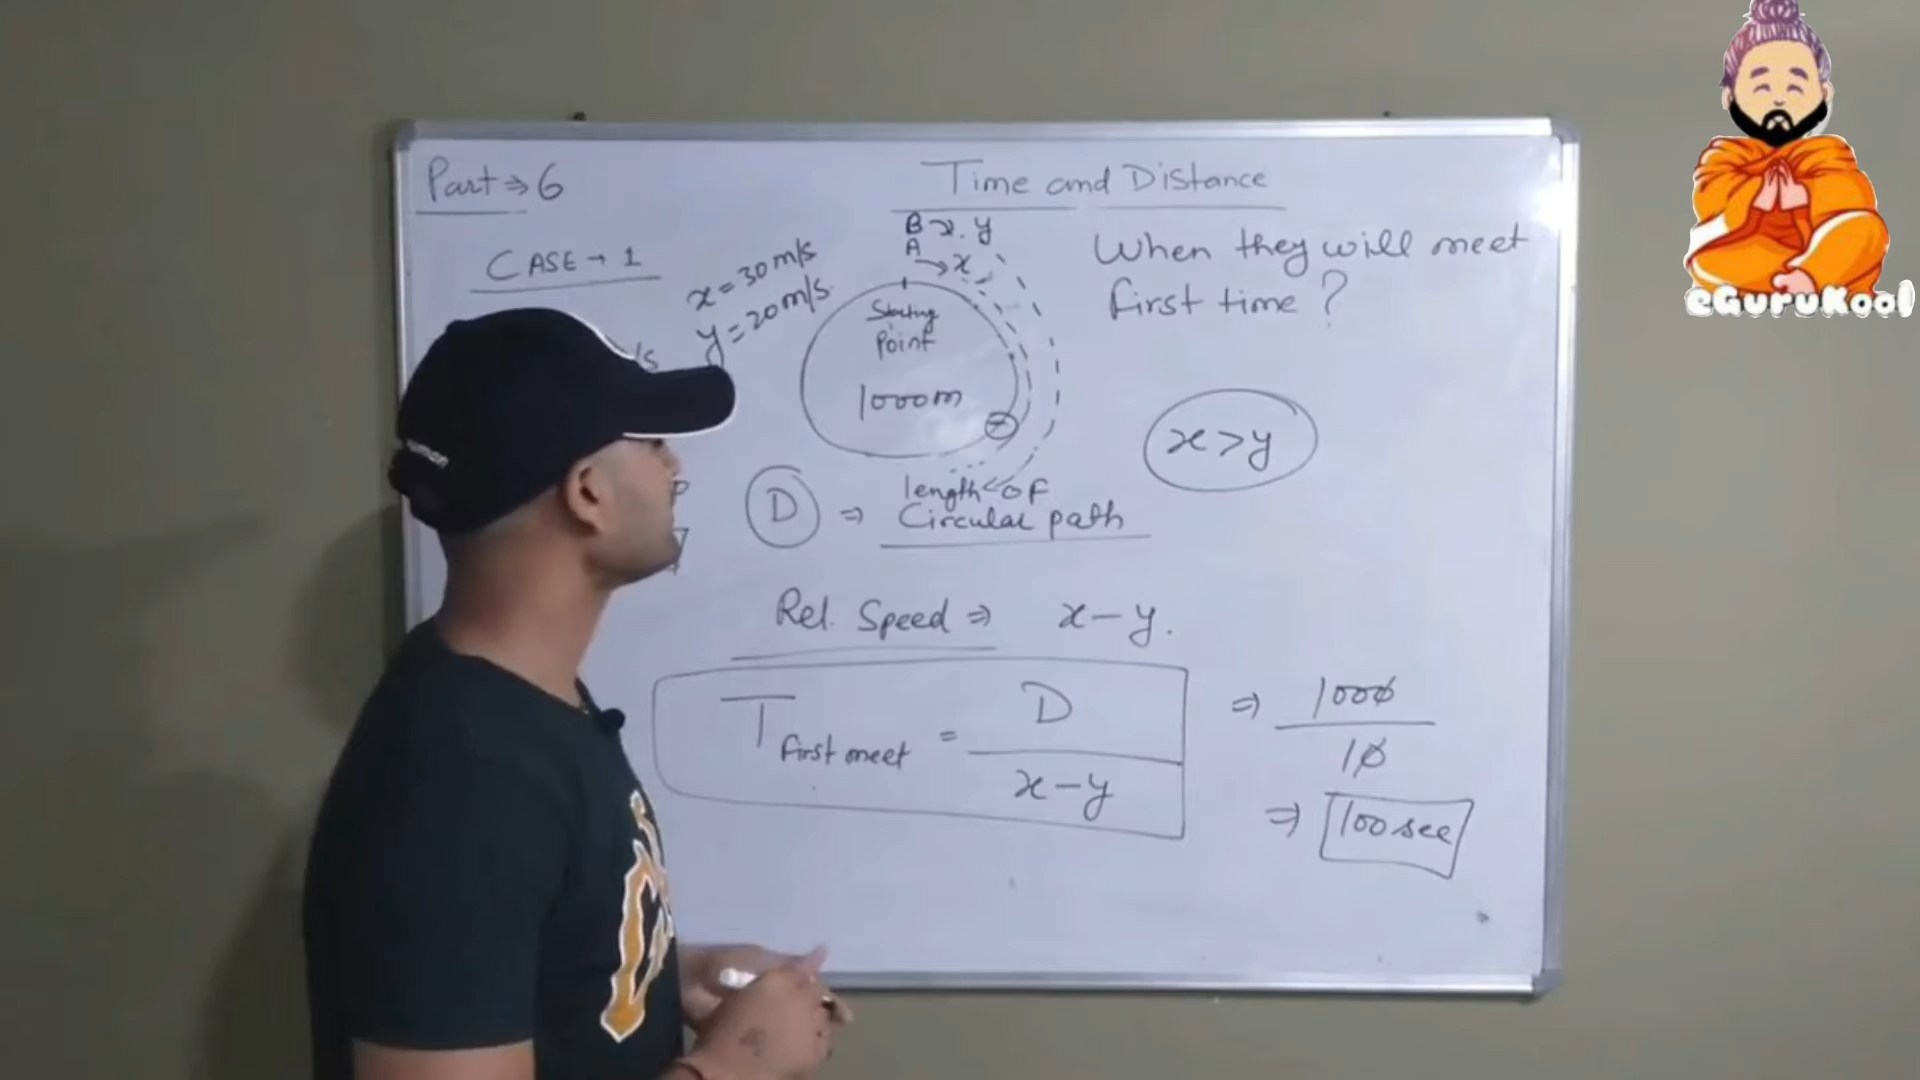 Part ⇒ 6
Time and Distance
CASE → 1
x = 30 m/s
y = 20 m/s
B → y
A → x
Starting
Point
1000m
When they will meet
first time ?
x > y
D ⇒ length of
Circular path
Rel. Speed ⇒ x - y.
T first meet = D / x - y
⇒ 1000 / 10
⇒ 100 sec
eGuruKool